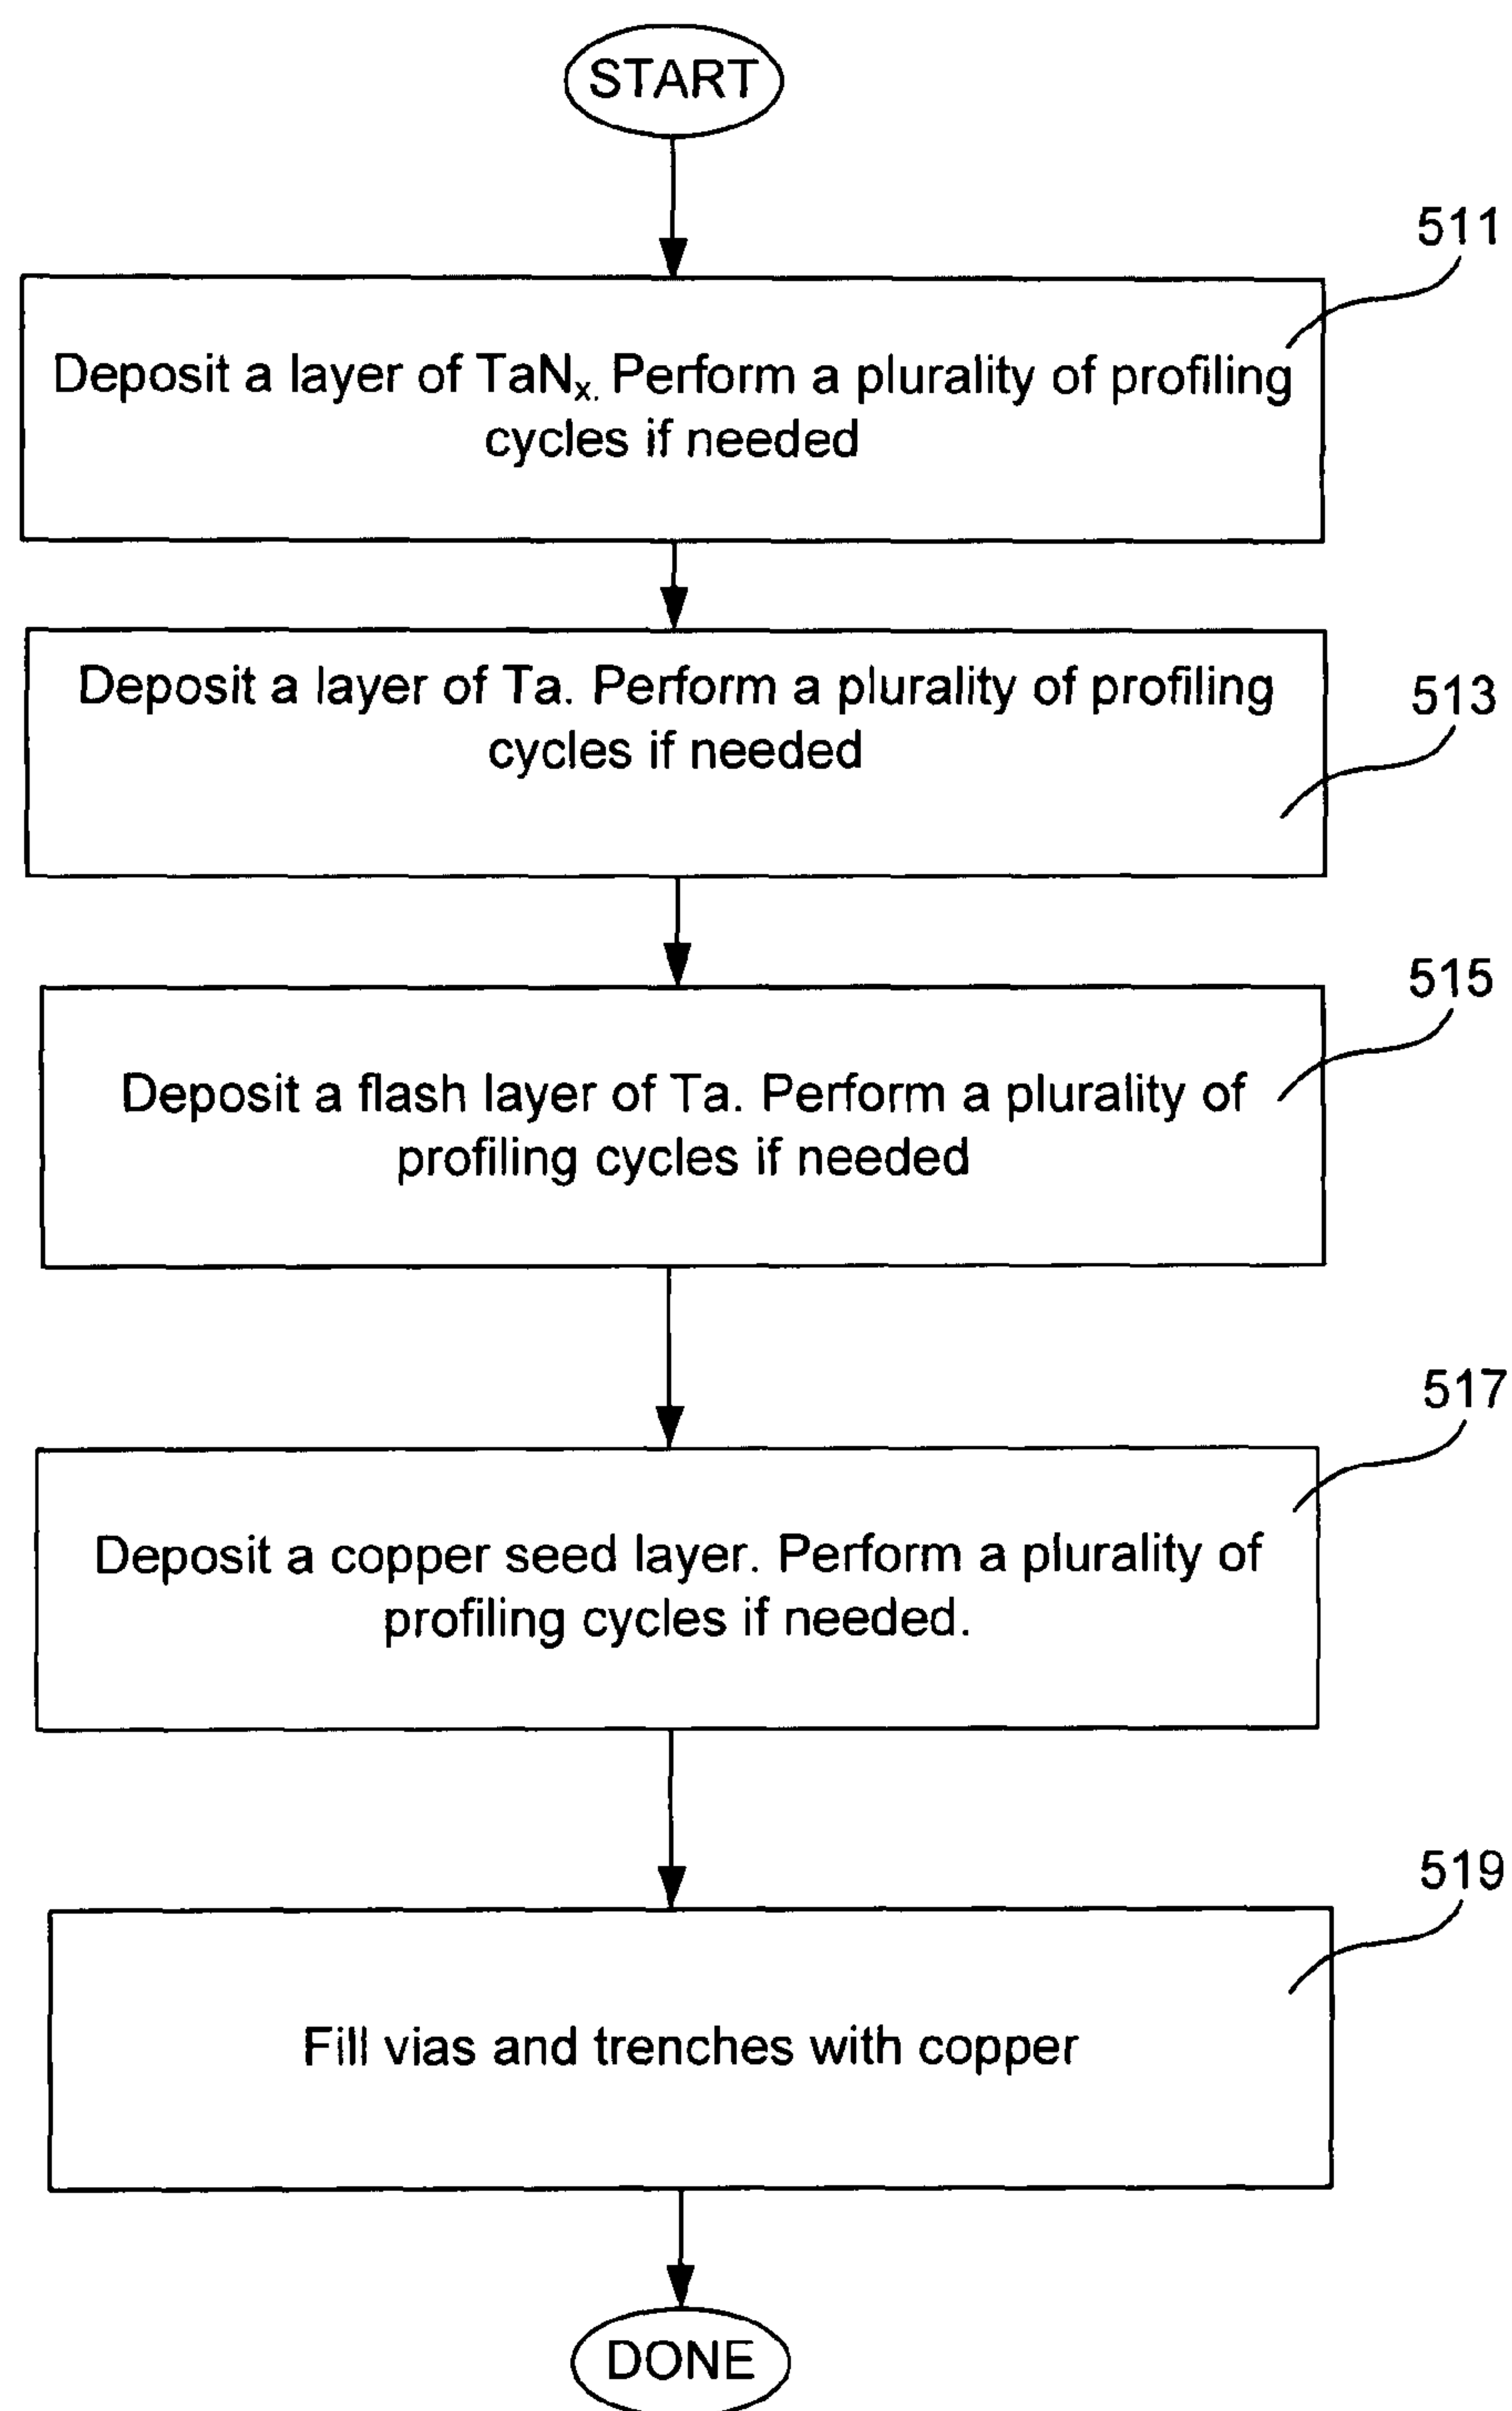 START
511
Deposit a layer of TaNₓ. Perform a plurality of profiling
cycles if needed
Deposit a layer of Ta. Perform a plurality of profiling
513
cycles if needed
515
Deposit a flash layer of Ta. Perform a plurality of
profiling cycles if needed
517
Deposit a copper seed layer. Perform a plurality of
profiling cycles if needed.
519
Fill vias and trenches with copper
DONE